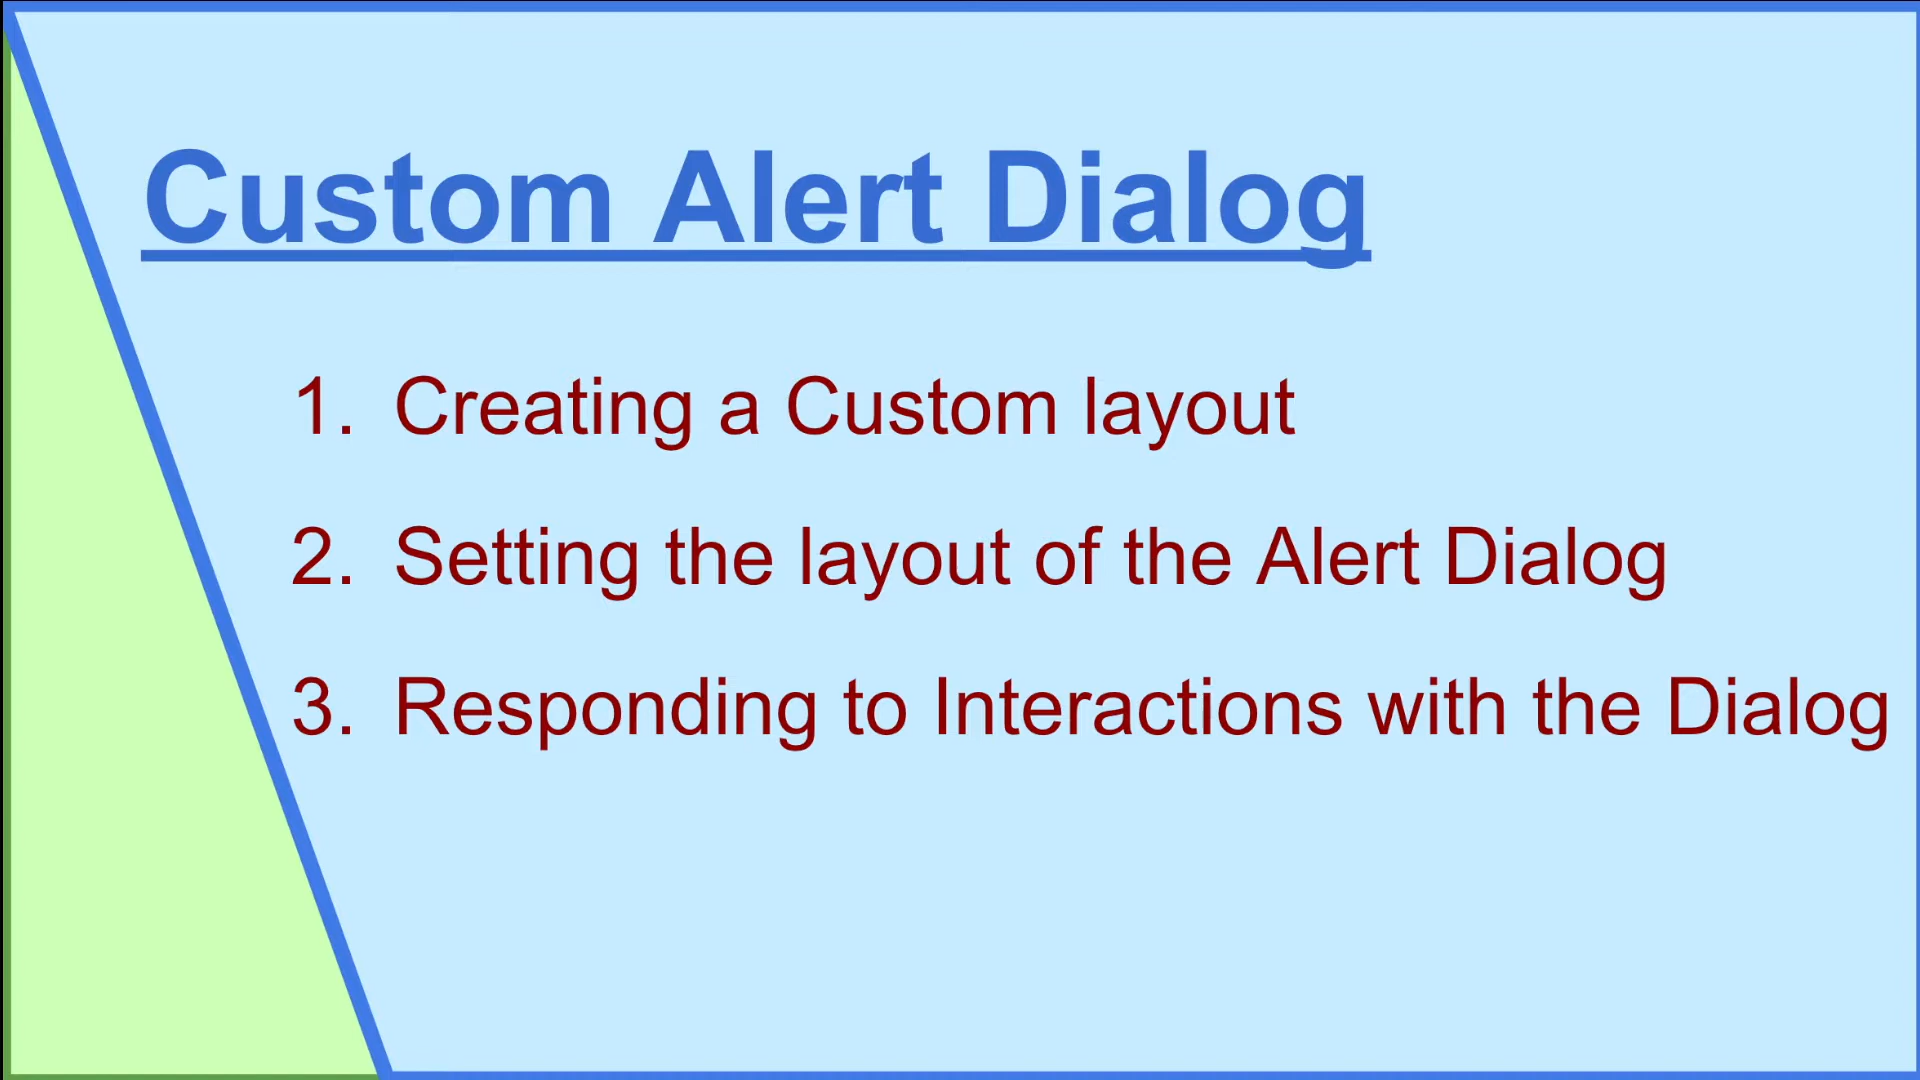 Custom Alert Dialog
1. Creating a Custom layout
2. Setting the layout of the Alert Dialog
3. Responding to Interactions with the Dialog